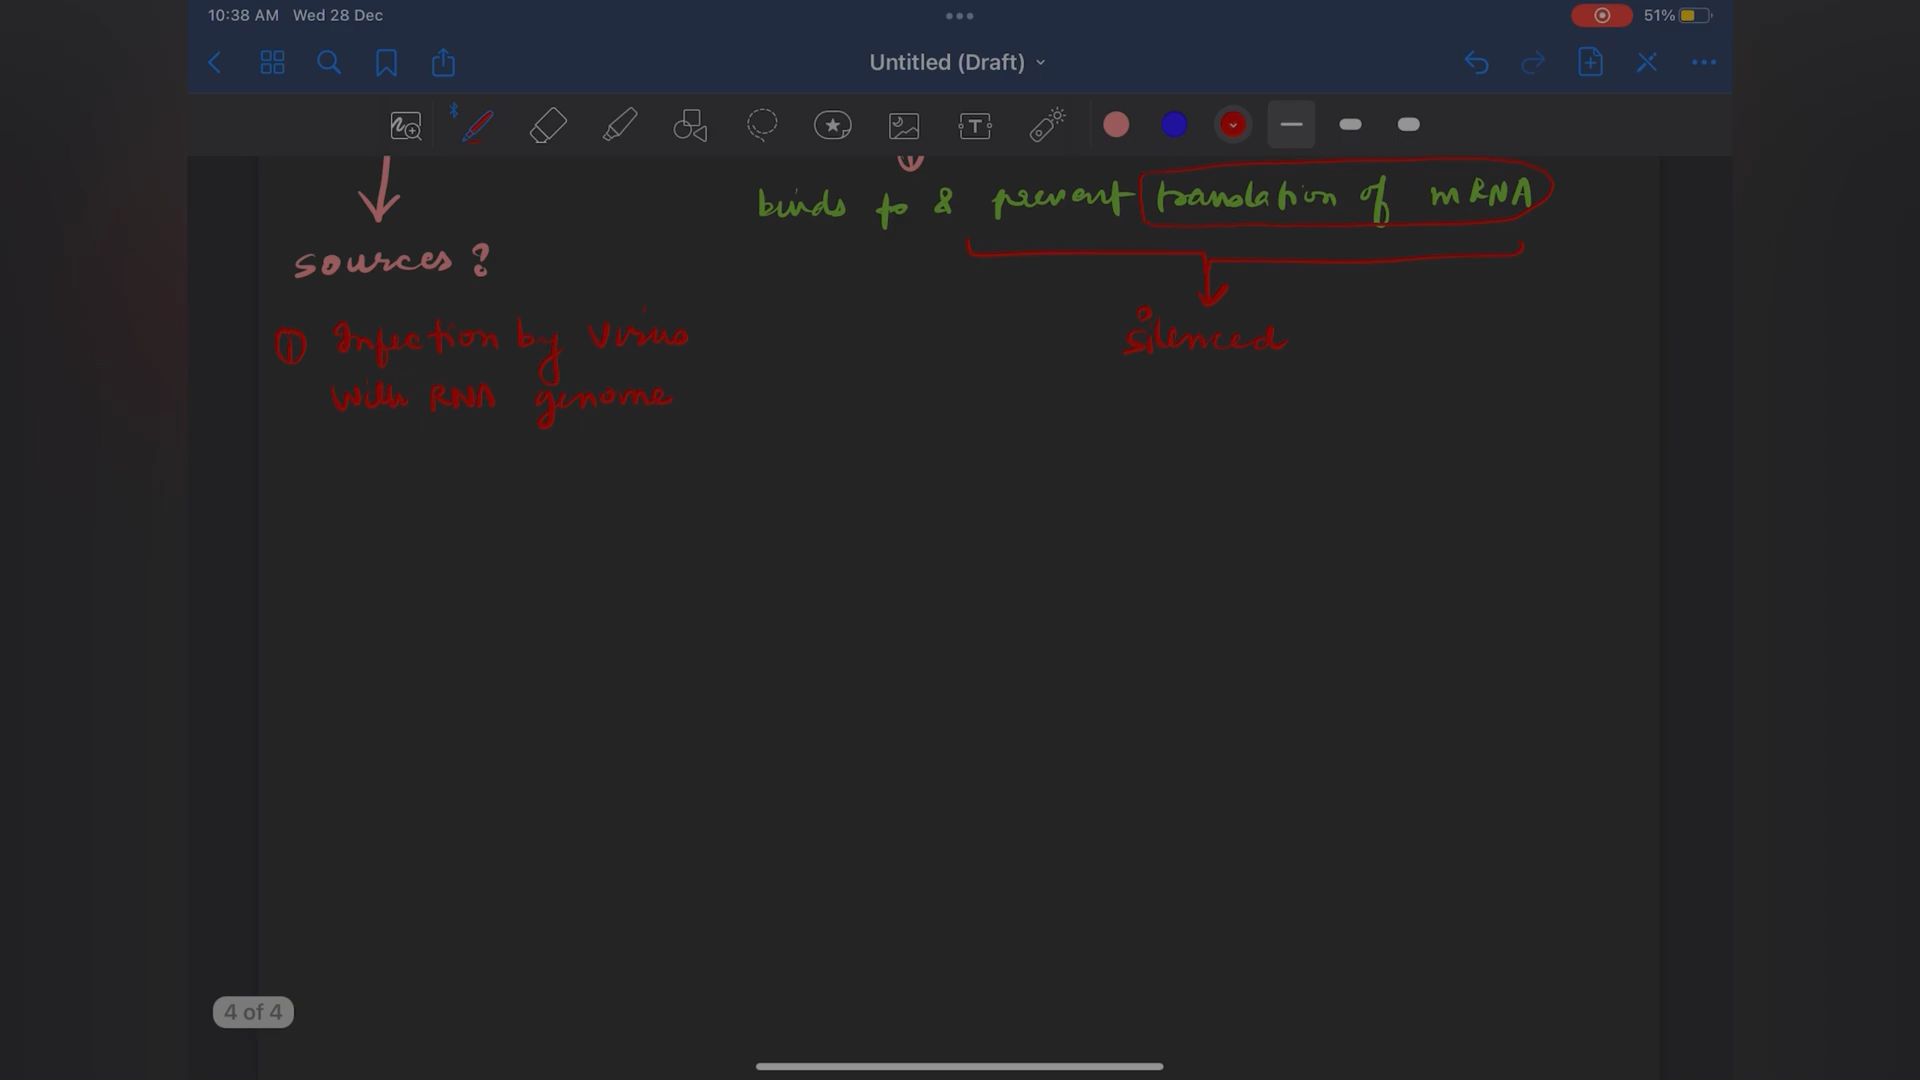 10:38 AM Wed 28 Dec
51%
Untitled (Draft)
binds to & prevent translation of mRNA
sources ?
silenced
① Infection by Virus
with RNA genome
4 of 4